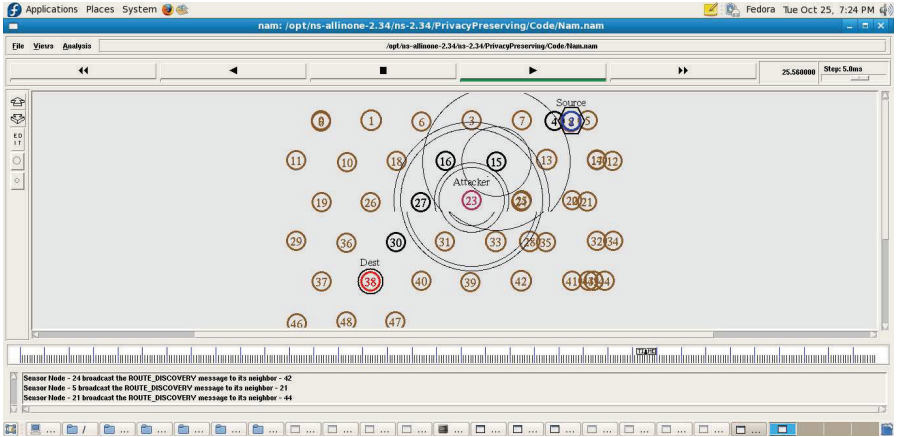 Applications Places System Fedora Tue Oct 25, 7:24 PM
nam: /opt/ns-allinone-2.34/ns-2.34/PrivacyPreserving/Code/Nam.nam
File Views Analysis /opt/ns-allinone-2.34/ns-2.34/PrivacyPreserving/Code/Nam.nam
25.560000 Step: 5.0ms
ED
IT
Source
1 6 3 7 4 5
11 10 18 16 15 13 12
Attacker
19 26 27 23 20 21
29 36 30 31 33 28 35 32 34
Dest
37 38 40 39 42 41
46 48 47
TIME
Sensor Node - 24 broadcast the ROUTE_DISCOVERY message to its neighbor - 42
Sensor Node - 5 broadcast the ROUTE_DISCOVERY message to its neighbor - 21
Sensor Node - 21 broadcast the ROUTE_DISCOVERY message to its neighbor - 44
... / ... ... ... ... ... ... ... ... ... ... ... ... ... ... ... ... ...